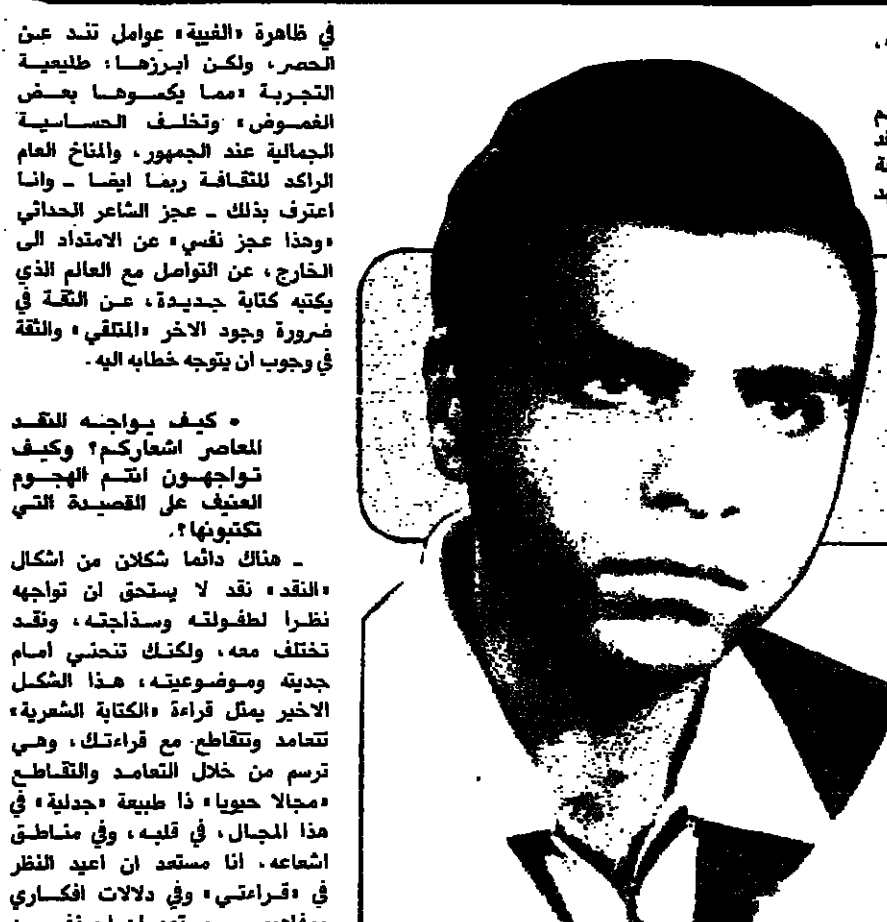 في ظاهرة «الغيبة» عوامل تند عن
الحصر، ولكن ابرزها: طليعية
التجربة «مما يكسوها بعض
الغموض» وتخلف الحساسية
الجمالية عند الجمهور، والمناخ العام
الراكد للثقافة ربما ايضا ـ وانا
اعترف بذلك ـ عجز الشاعر الحداثي
«وهذا عجز نفسي» عن الامتداد الى
الخارج، عن التواصل مع العالم الذي
يكتبه كتابة جديدة، عن الثقة في
ضرورة وجود الاخر «المتلقي» والثقة
في وجوب ان يتوجه خطابه اليه.
• كيف يواجه النقد
المعاصر اشعاركم؟ وكيف
تواجهون انتم الهجوم
العنيف على القصيدة التي
تكتبونها؟.
ـ هناك دائما شكلان من اشكال
«النقد» نقد لا يستحق ان تواجهه
نظرا لطفولته وسذاجته، ونقد
تختلف معه، ولكنك تنحني امام
جديته وموضوعيته، هذا الشكل
الاخير يمثل قراءة «الكتابة الشعرية»
تتعامد وتتقاطع مع قراءتك، وهي
ترسم من خلال التعامد والتقاطع
«مجالا حيويا» ذا طبيعة «جدلية» في
هذا المجال، في قلبه، وفي مناطق
اشعاعه. أنا مستعد ان اعيد النظر
في «قراءتي» وفي دلالات افكاري